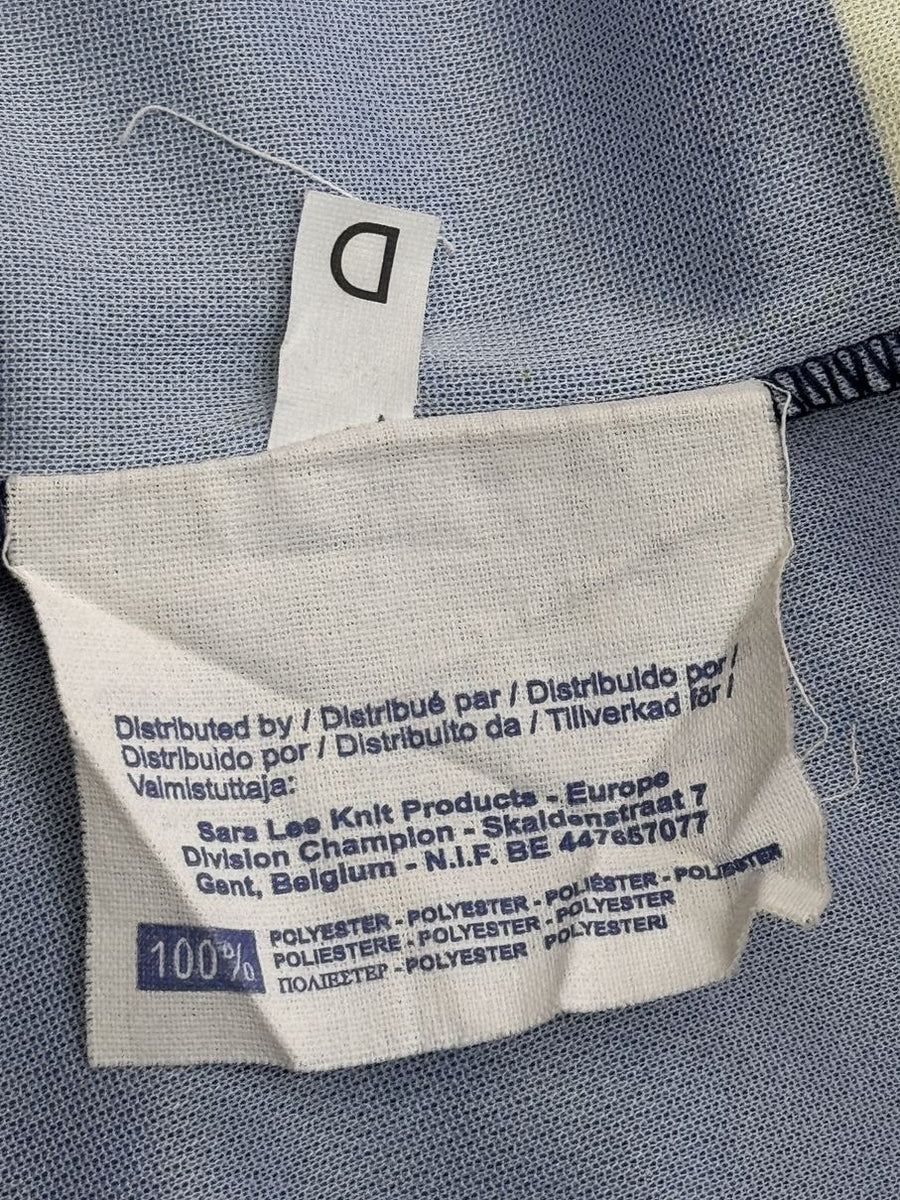 D
Distributed by / Distribué par / Distribuido por /
Distribuido por / Distribuito da / Tillverkad för /
Valmistuttaja:
Sara Lee Knit Products - Europe
Division Champion - Skaldenstraat 7
Gent, Belgium - N.I.F. BE 447657077
100% POLYESTER - POLYESTER - POLIÉSTER - POLIESTER
POLIESTERE - POLYESTER - POLYESTER
ΠΟΛΙΕΣΤΕΡ - POLYESTER POLYESTERI